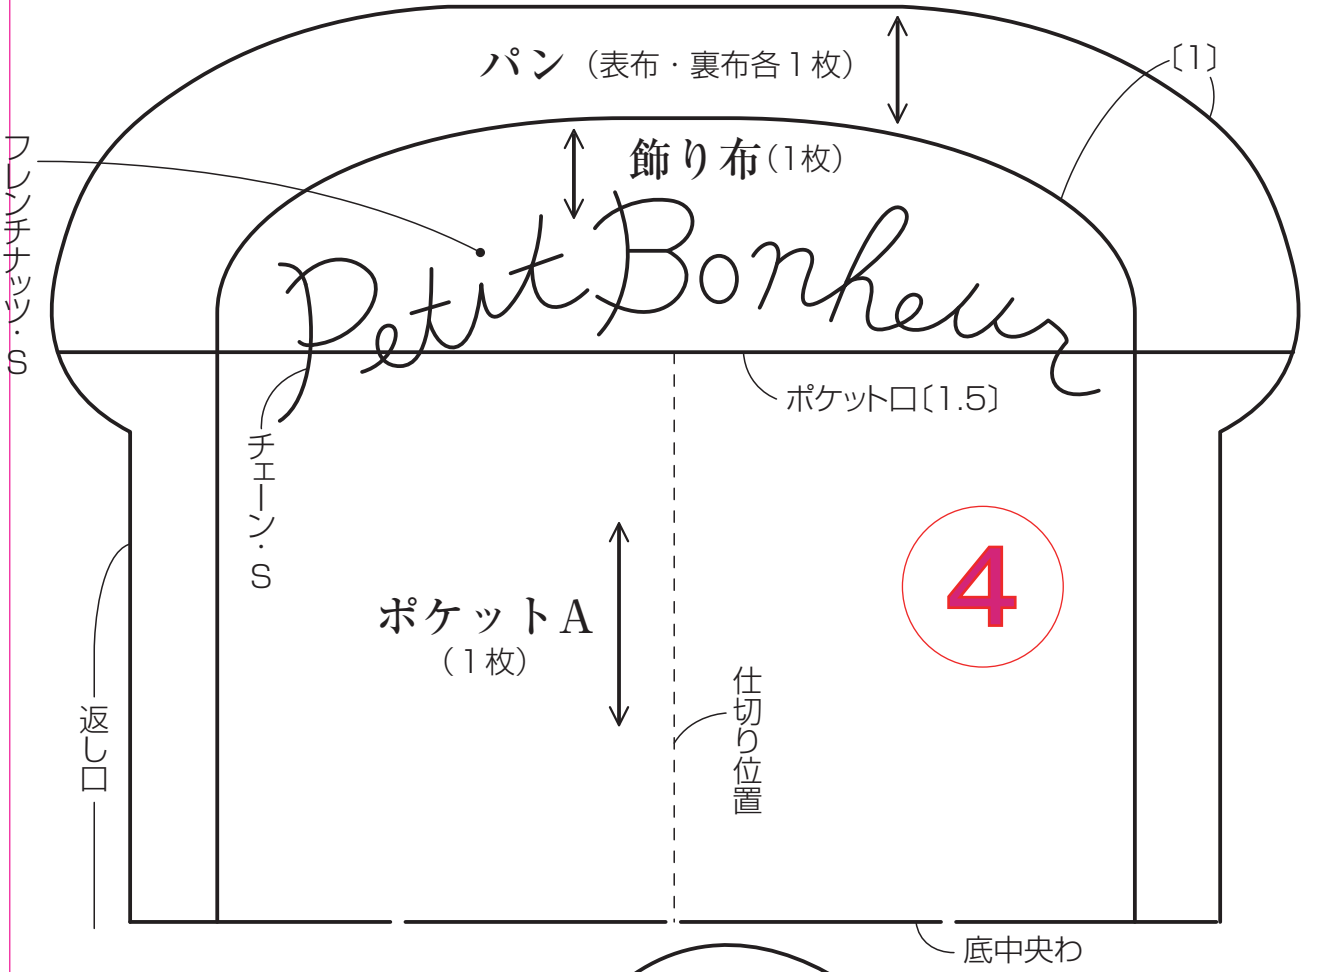 パン（表布・裏布各１枚）
〔1〕
飾り布（1枚）
フレンチナッツ・S
Petit Bonheur
ポケット口〔1.5〕
チェーン・S
4
ポケットA
（１枚）
仕切り位置
返し口
底中央わ